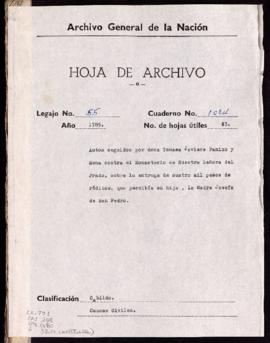 Archivo General de la Nación
HOJA DE ARCHIVO
Legajo No. 55
Cuaderno No. 1024
Año 1785.
No. de hojas útiles 83.
Autos seguidos por dona Tomasa Javiera Panizo y
contra el Monasterio de Nuestra Señora del
Prado, sobre la entrega de cuatro mil pesos de
réditos, que percibía su hija, la Madre Josefa
de San Pedro.
Clasificación Cabildo.
Causas Civiles.